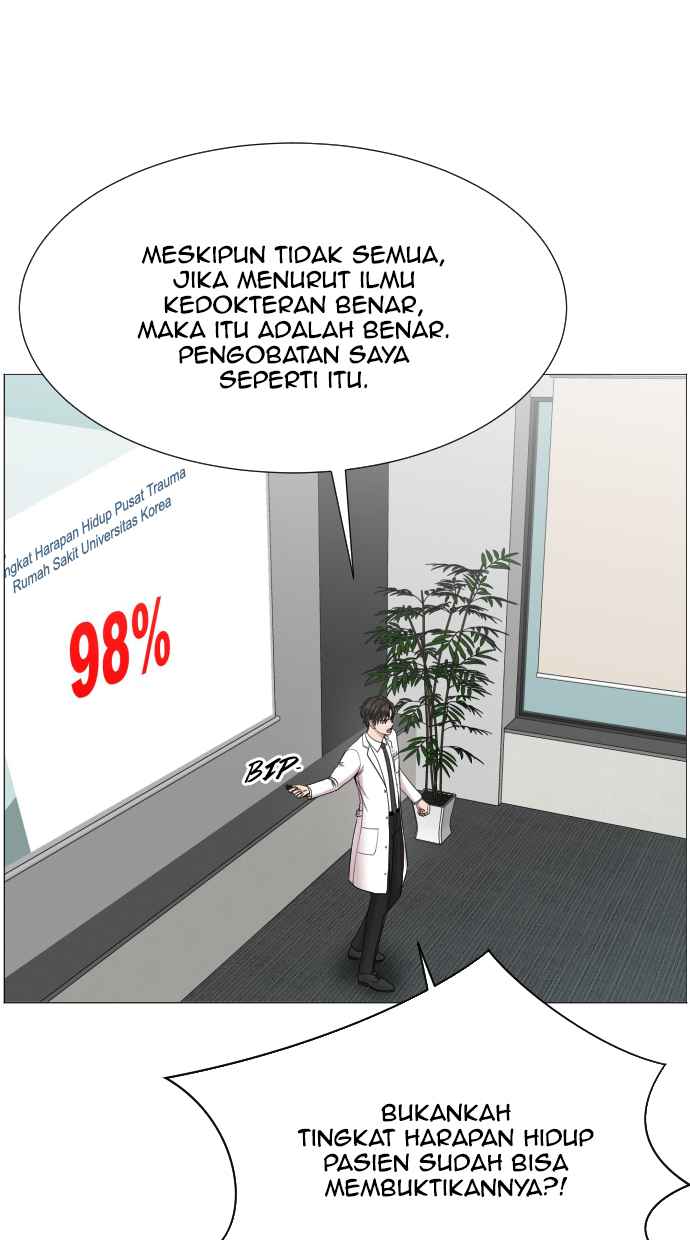 MESKIPUN TIDAK SEMUA,
JIKA MENURUT ILMU
KEDOKTERAN BENAR,
MAKA ITU ADALAH BENAR.
PENGOBATAN SAYA
SEPERTI ITU.
ngkat Harapan Hidup Pusat Trauma
Rumah Sakit Universitas Korea
98%
BIP-
BUKANKAH
TINGKAT HARAPAN HIDUP
PASIEN SUDAH BISA
MEMBUKTIKANNYA?!